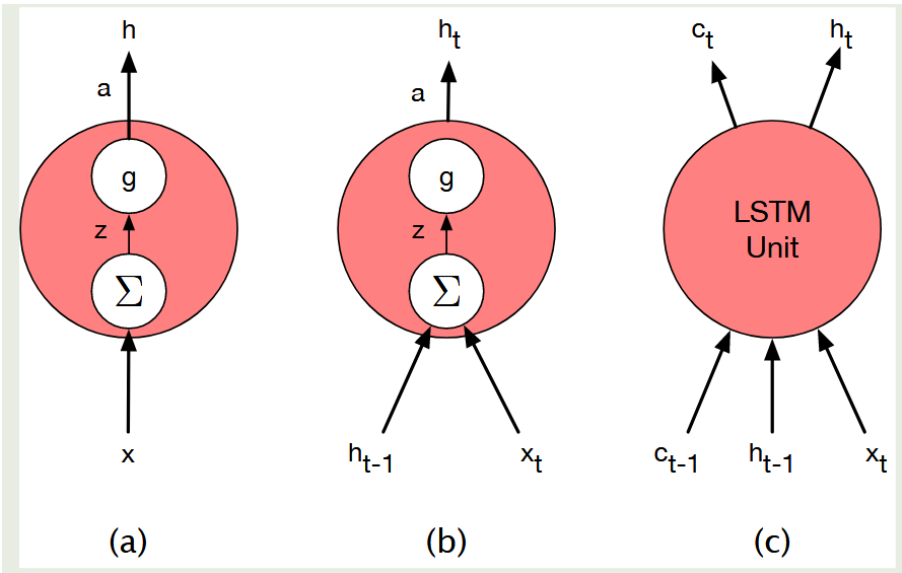 h
a
g
z
Σ
x
(a)
h_t
a
g
z
Σ
h_t-1 x_t
(b)
c_t h_t
LSTM
Unit
c_t-1 h_t-1 x_t
(c)